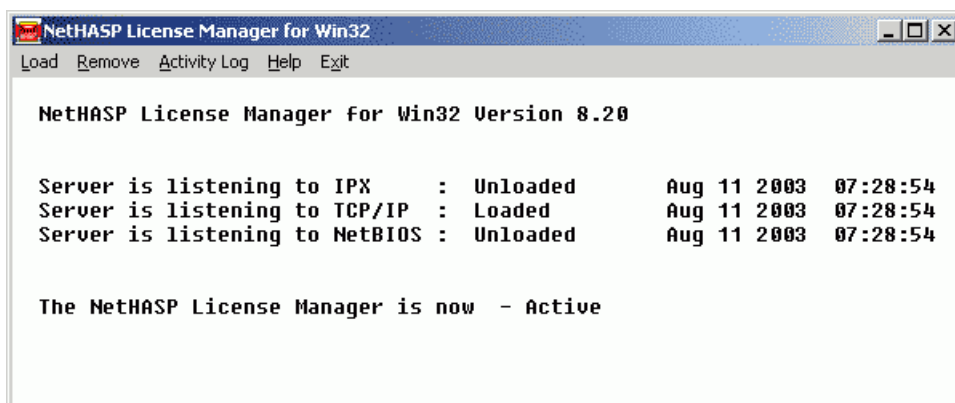 NetHASP License Manager for Win32
Load Remove Activity Log Help Exit
NetHASP License Manager for Win32 Version 8.20
Server is listening to IPX : Unloaded Aug 11 2003 07:28:54
Server is listening to TCP/IP : Loaded Aug 11 2003 07:28:54
Server is listening to NetBIOS : Unloaded Aug 11 2003 07:28:54
The NetHASP License Manager is now - Active